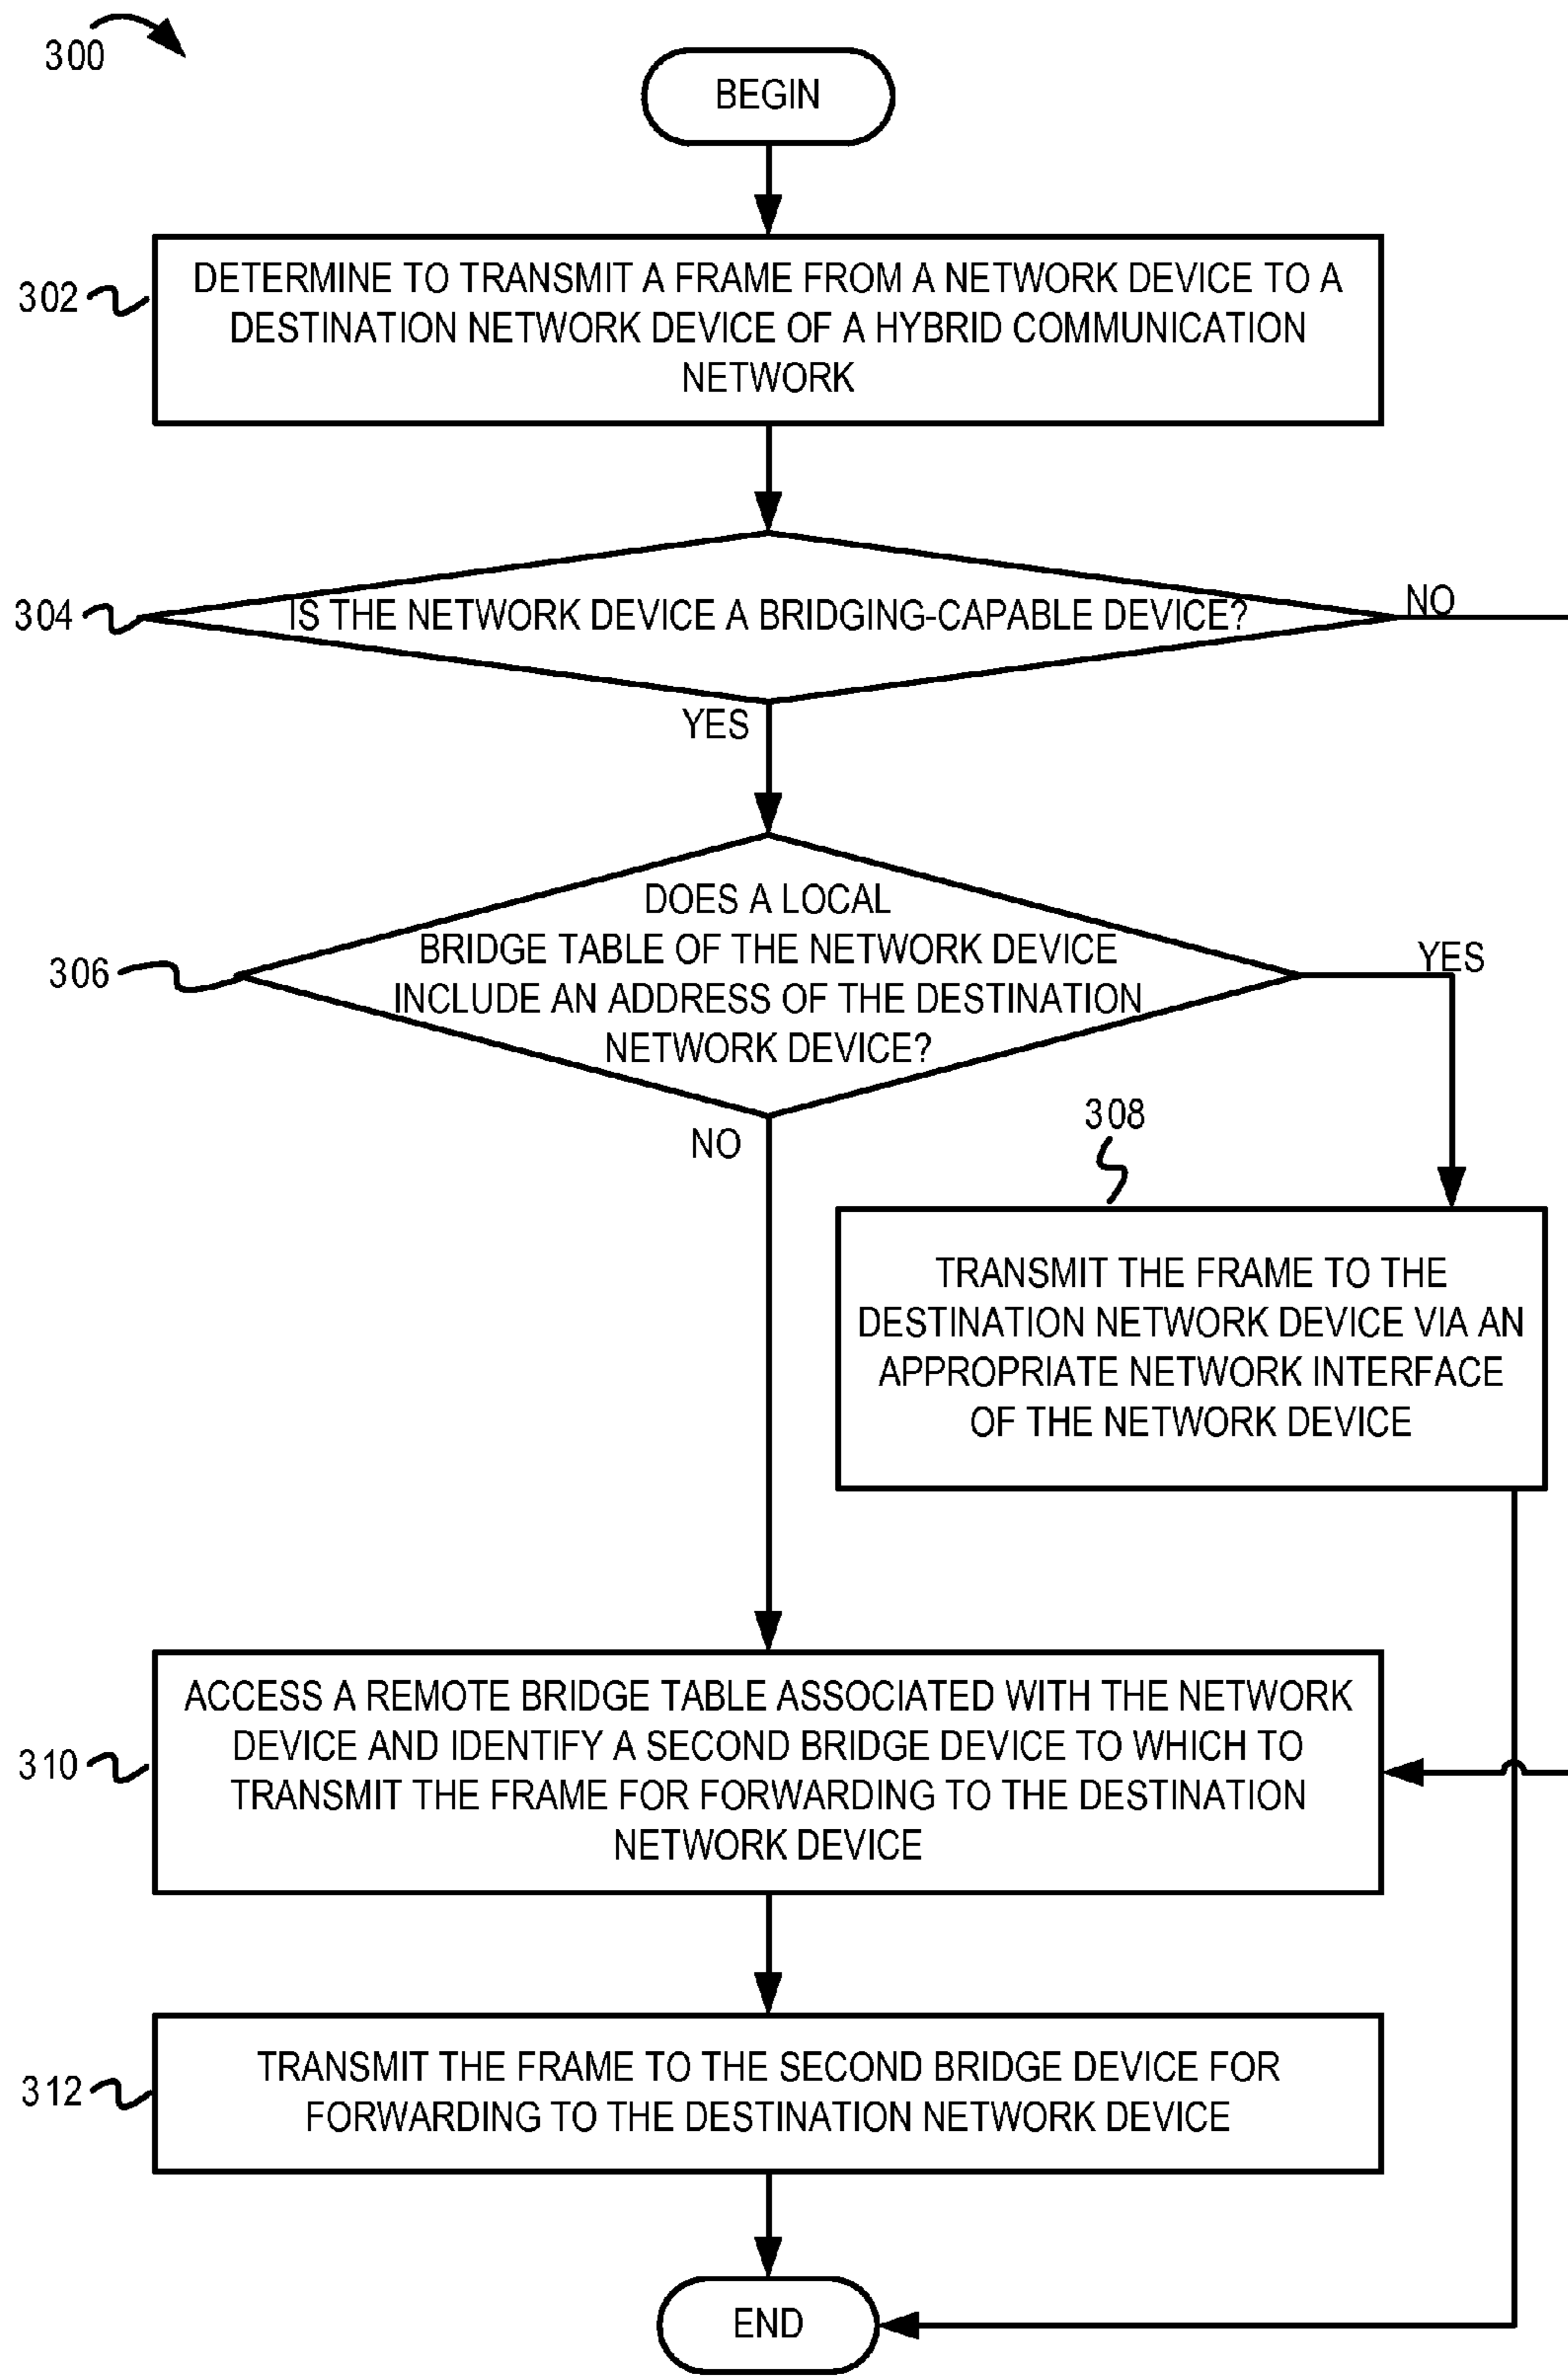 300
BEGIN
302
DETERMINE TO TRANSMIT A FRAME FROM A NETWORK DEVICE TO A
DESTINATION NETWORK DEVICE OF A HYBRID COMMUNICATION
NETWORK
304
IS THE NETWORK DEVICE A BRIDGING-CAPABLE DEVICE?
NO
YES
306
DOES A LOCAL
BRIDGE TABLE OF THE NETWORK DEVICE
INCLUDE AN ADDRESS OF THE DESTINATION
NETWORK DEVICE?
YES
NO
308
TRANSMIT THE FRAME TO THE
DESTINATION NETWORK DEVICE VIA AN
APPROPRIATE NETWORK INTERFACE
OF THE NETWORK DEVICE
310
ACCESS A REMOTE BRIDGE TABLE ASSOCIATED WITH THE NETWORK
DEVICE AND IDENTIFY A SECOND BRIDGE DEVICE TO WHICH TO
TRANSMIT THE FRAME FOR FORWARDING TO THE DESTINATION
NETWORK DEVICE
312
TRANSMIT THE FRAME TO THE SECOND BRIDGE DEVICE FOR
FORWARDING TO THE DESTINATION NETWORK DEVICE
END